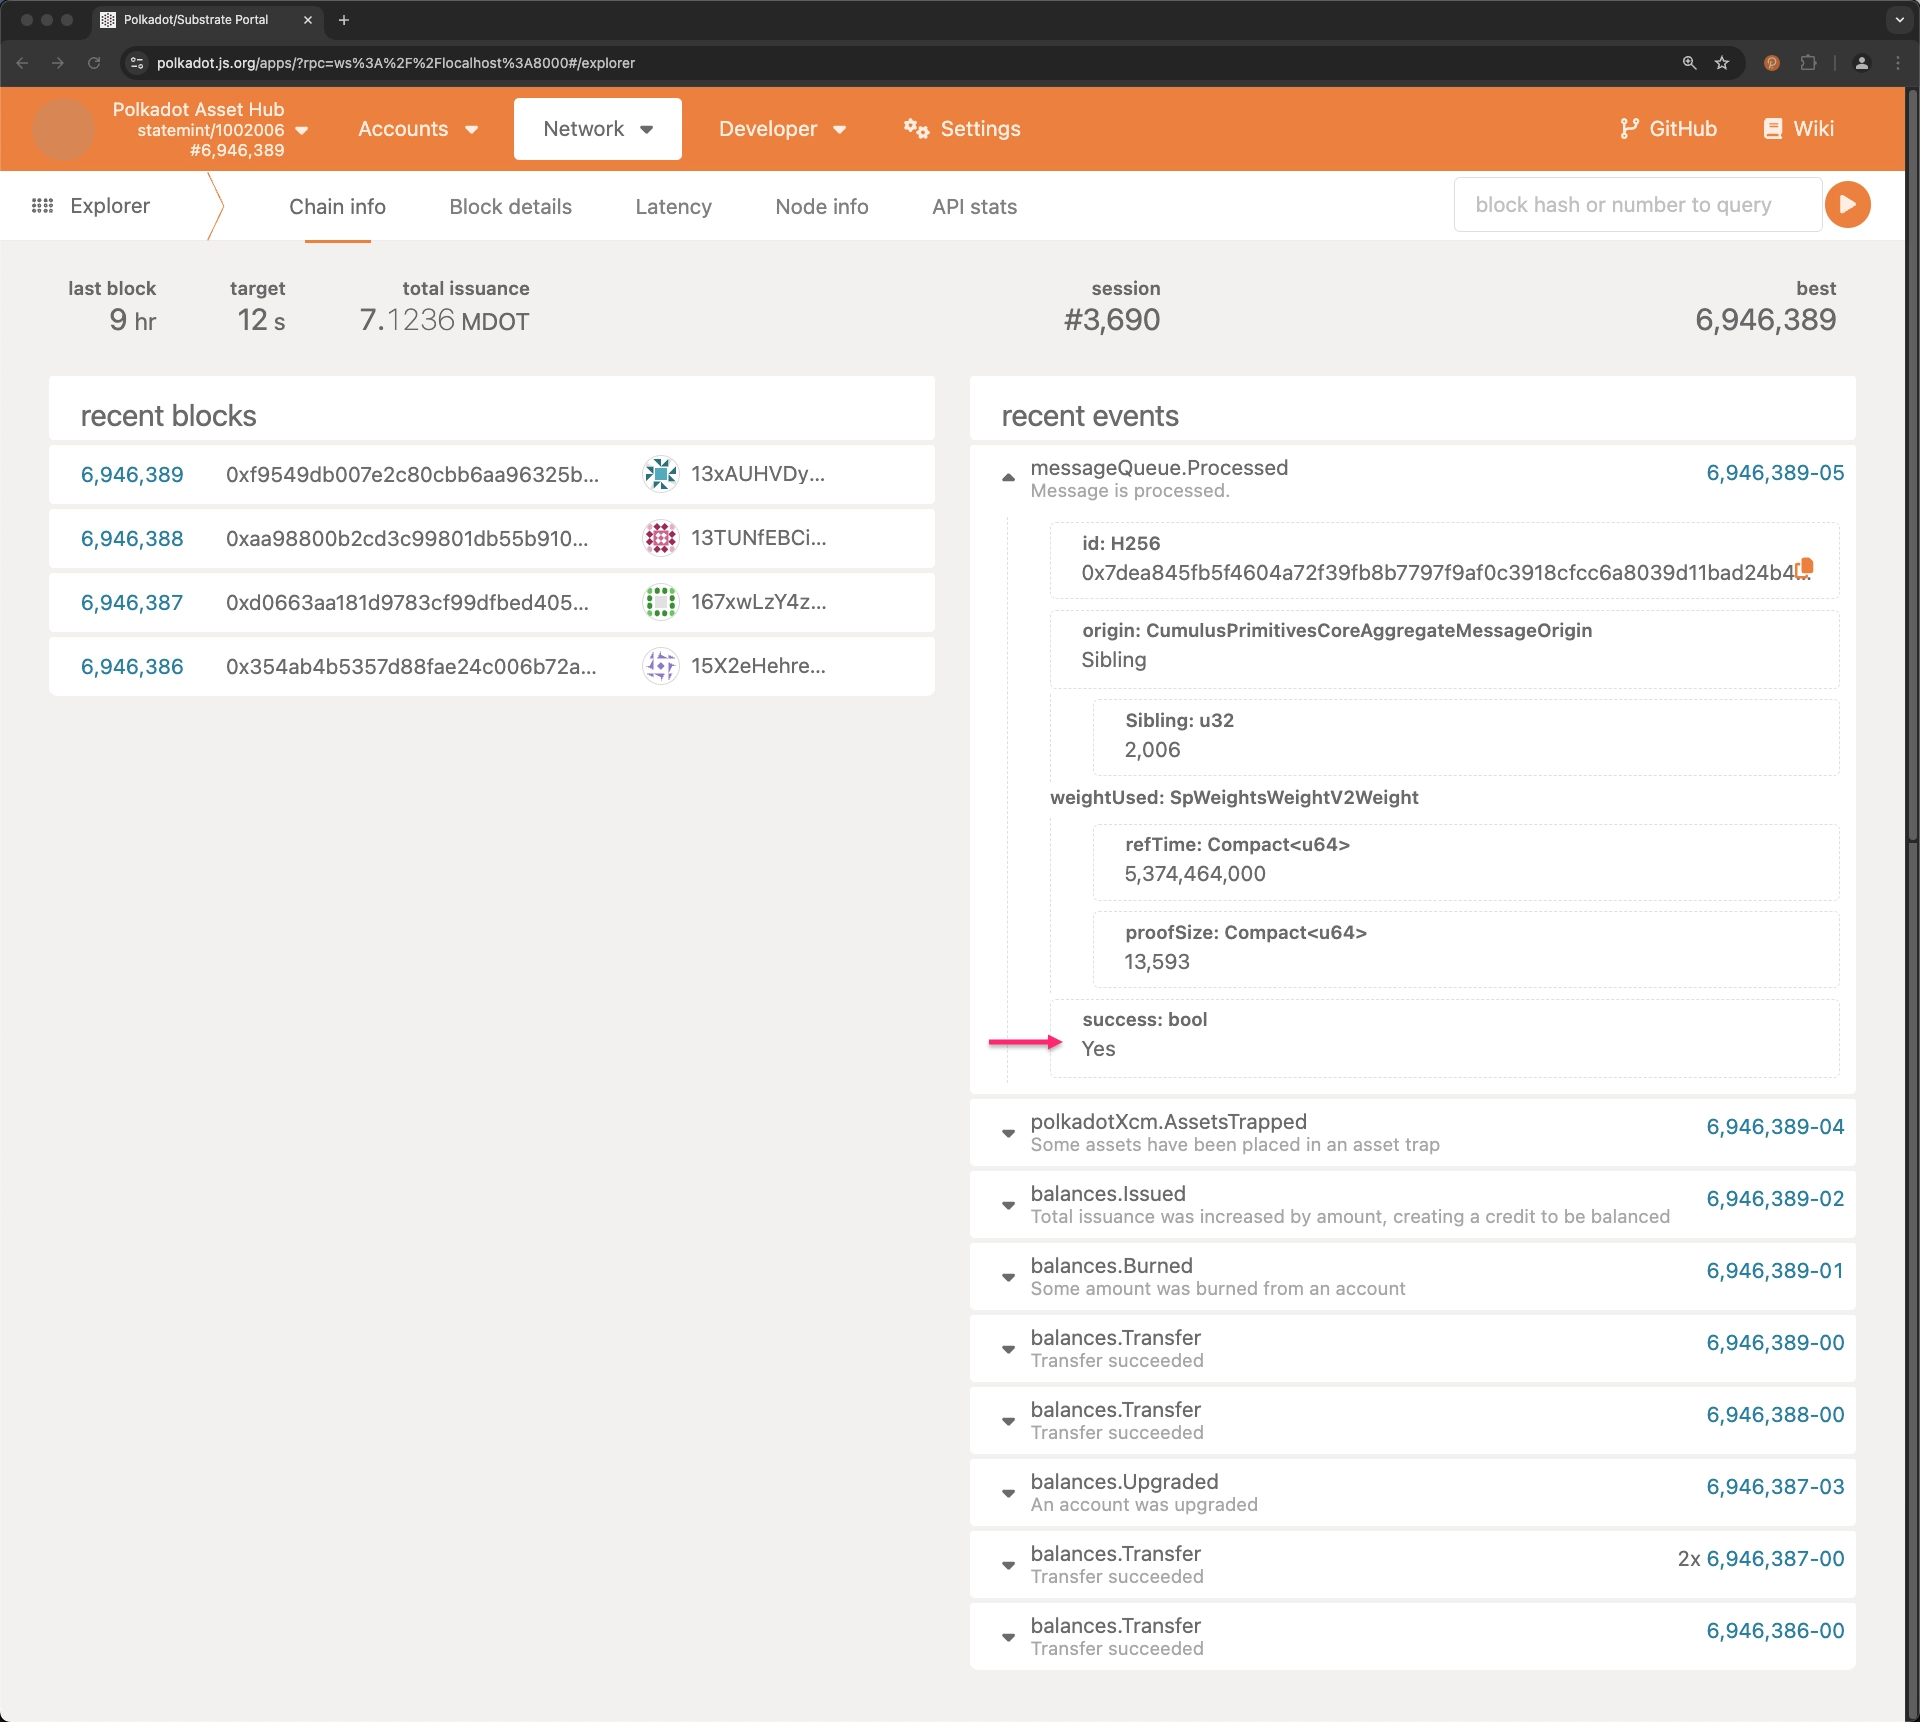 Polkadot/Substrate Portal
polkadot.js.org/apps/?rpc=ws%3A%2F%2Flocalhost%3A8000#/explorer
Polkadot Asset Hub
statemint/1002006
#6,946,389
Accounts
Network
Developer
Settings
GitHub
Wiki
Explorer
Chain info
Block details
Latency
Node info
API stats
block hash or number to query
last block
9 hr
target
12 s
total issuance
7.1236 MDOT
session
#3,690
best
6,946,389
recent blocks
6,946,389 0xf9549db007e2c80cbb6aa96325b... 13xAUHVDy...
6,946,388 0xaa98800b2cd3c99801db55b910... 13TUNfEBCi...
6,946,387 0xd0663aa181d9783cf99dfbed405... 167xwLzY4z...
6,946,386 0x354ab4b5357d88fae24c006b72a... 15X2eHehre...
recent events
messageQueue.Processed 6,946,389-05
Message is processed.
id: H256
0x7dea845fb5f4604a72f39fb8b7797f9af0c3918cfcc6a8039d11bad24b4...
origin: CumulusPrimitivesCoreAggregateMessageOrigin
Sibling
Sibling: u32
2,006
weightUsed: SpWeightsWeightV2Weight
refTime: Compact<u64>
5,374,464,000
proofSize: Compact<u64>
13,593
success: bool
Yes
polkadotXcm.AssetsTrapped 6,946,389-04
Some assets have been placed in an asset trap
balances.Issued 6,946,389-02
Total issuance was increased by amount, creating a credit to be balanced
balances.Burned 6,946,389-01
Some amount was burned from an account
balances.Transfer 6,946,389-00
Transfer succeeded
balances.Transfer 6,946,388-00
Transfer succeeded
balances.Upgraded 6,946,387-03
An account was upgraded
balances.Transfer 2x 6,946,387-00
Transfer succeeded
balances.Transfer 6,946,386-00
Transfer succeeded